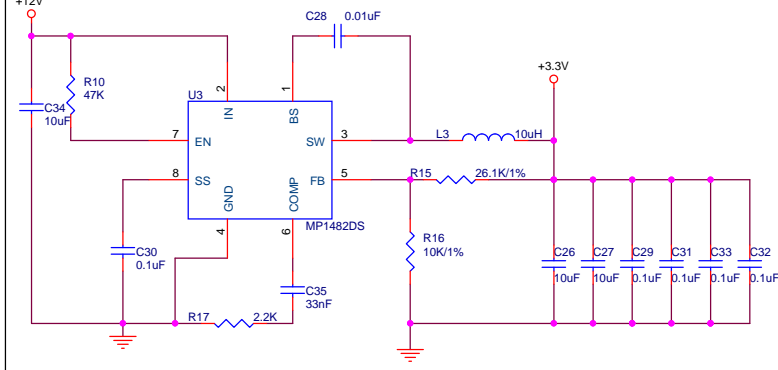 +12V
C28
0.01uF
+3.3V
R10
47K
C34
10uF
U3
2
1
IN
BS
7
EN
SW
3
L3
10uH
8
SS
FB
5
R15
26.1K/1%
GND
COMP
4
6
MP1482DS
C30
0.1uF
R16
10K/1%
C35
33nF
R17
2.2K
C26
10uF
C27
10uF
C29
0.1uF
C31
0.1uF
C33
0.1uF
C32
0.1uF